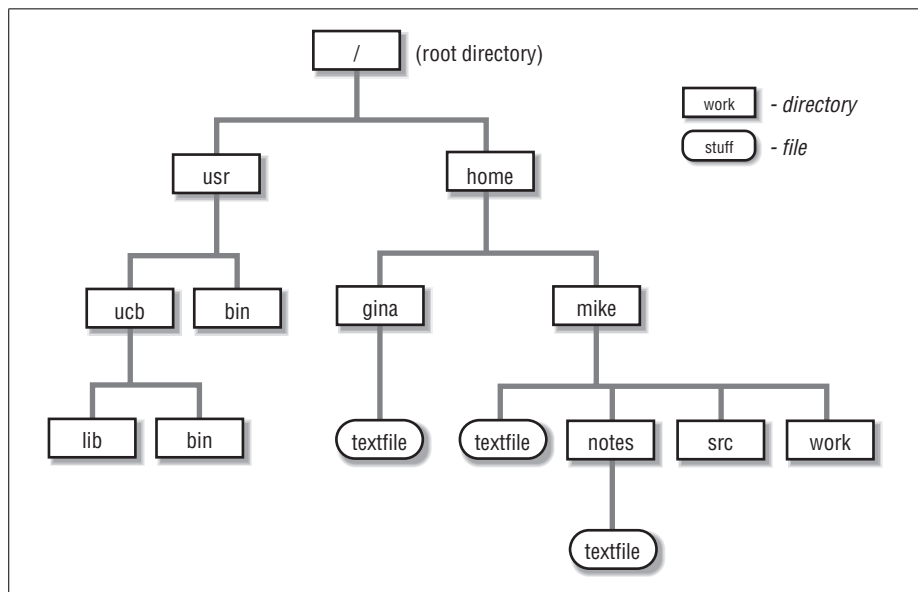 / (root directory)
work - directory
stuff - file
usr home
ucb bin gina mike
lib bin textfile textfile notes src work
textfile